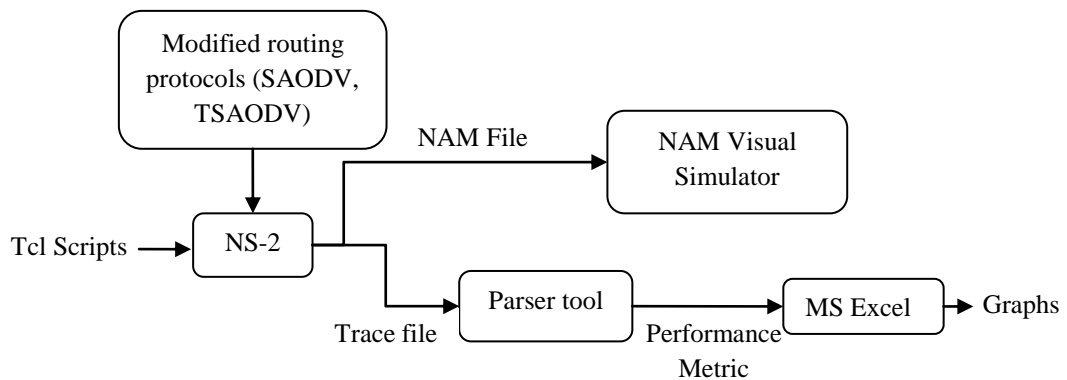 Modified routing
protocols (SAODV,
TSAODV)
NAM File
NAM Visual
Simulator
Tcl Scripts
NS-2
Parser tool
MS Excel
Graphs
Trace file
Performance
Metric